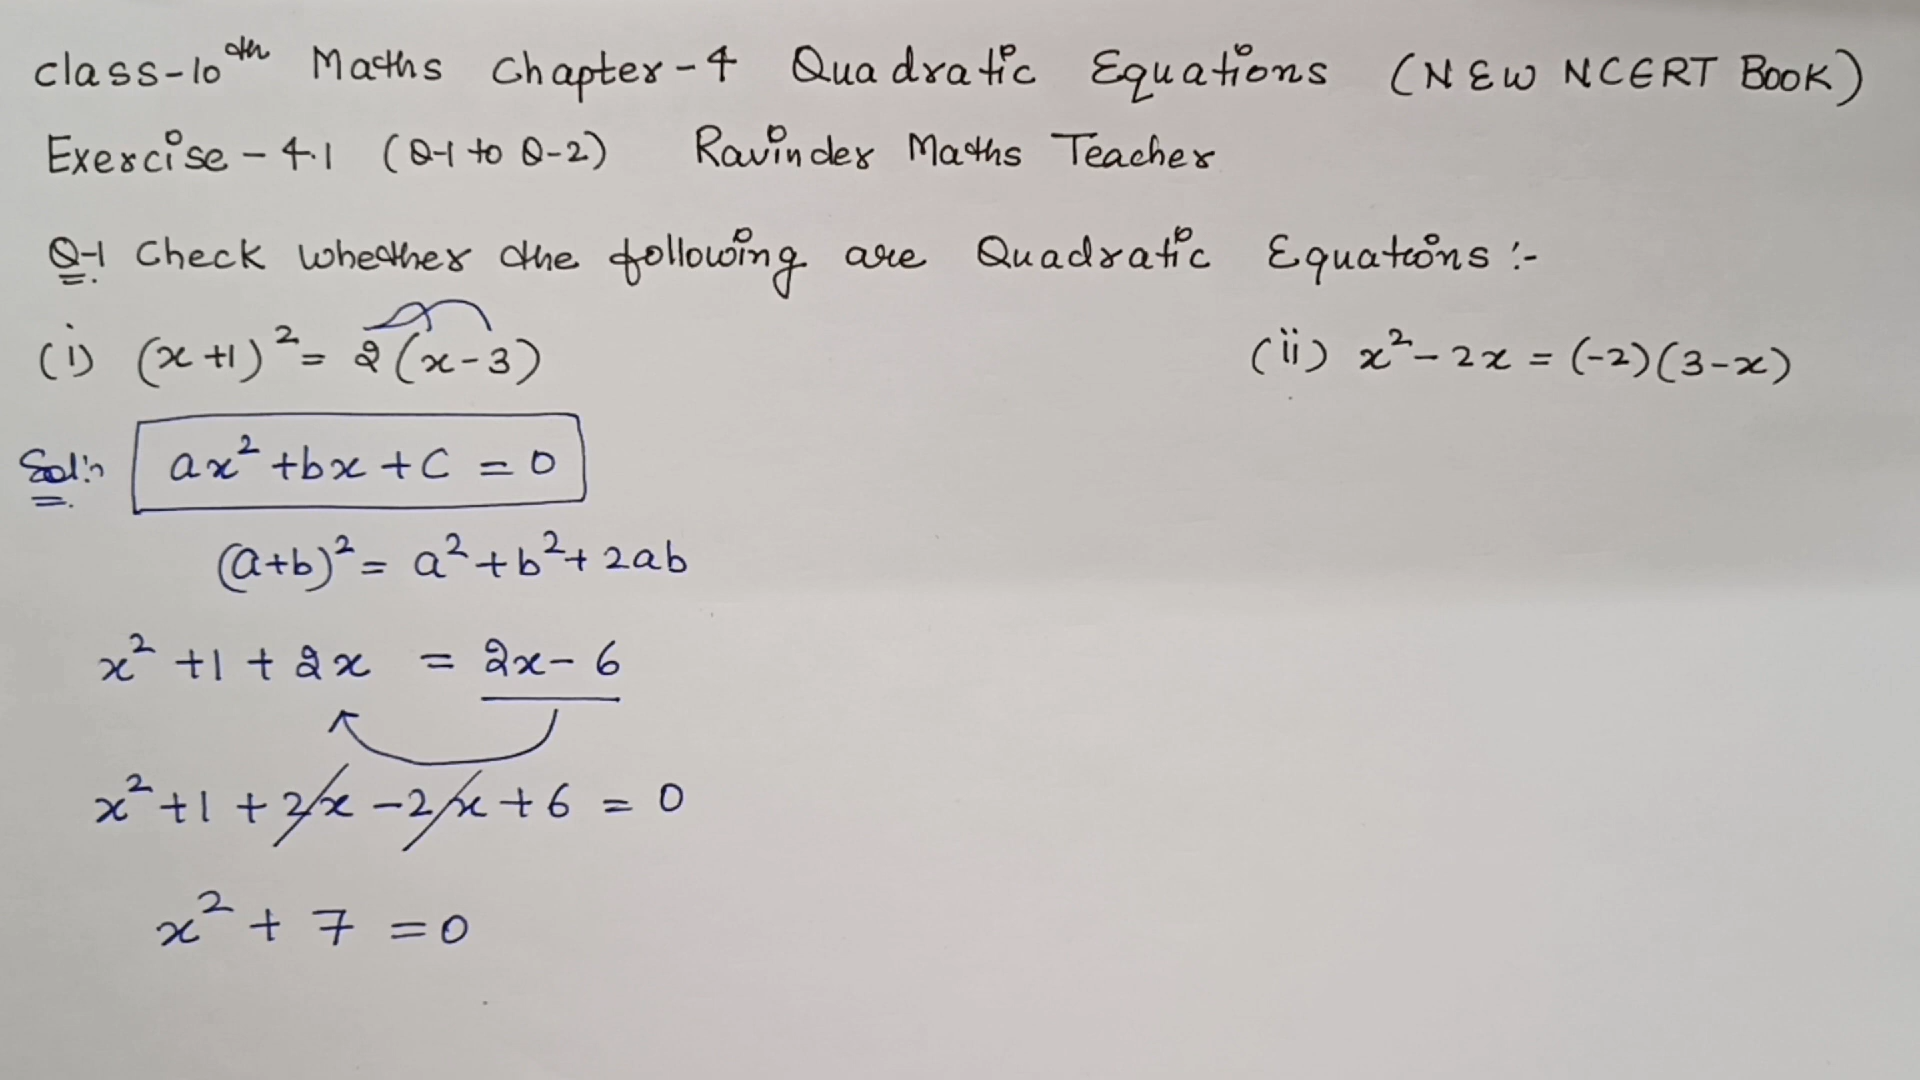 class-10th Maths Chapter-4 Quadratic Equations (NEW NCERT Book)
Exercise-4.1 (Q-1 to Q-2) Ravinder Maths Teacher
Q-1 Check whether the following are Quadratic Equations :-
(i) (x+1)² = 2(x-3) (ii) x²-2x = (-2)(3-x)
Sol:n ax²+bx+c = 0
(a+b)² = a²+b²+2ab
x²+1+2x = 2x-6
x²+1+2x-2x+6 = 0
x²+7=0